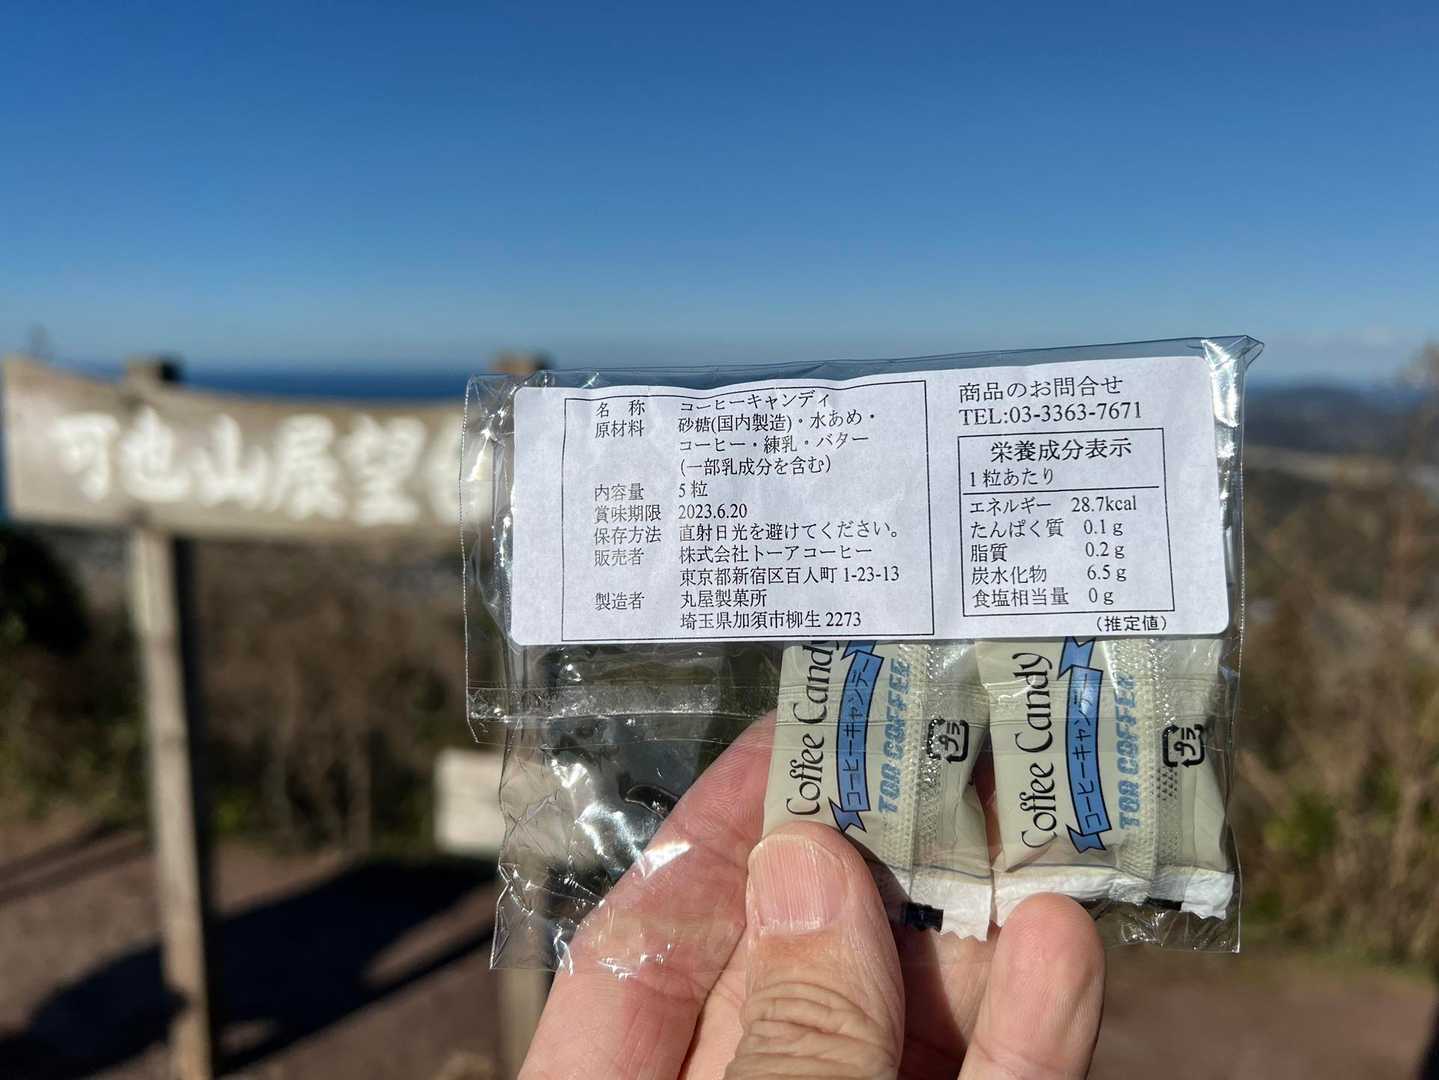 名 称 コーヒーキャンディ
原材料 砂糖(国内製造)・水あめ・
コーヒー・練乳・バター
(一部乳成分を含む)
内容量 5粒
賞味期限 2023.6.20
保存方法 直射日光を避けてください。
販売者 株式会社トーアコーヒー
東京都新宿区百人町1-23-13
製造者 丸屋製菓所
埼玉県加須市柳生2273
商品のお問合せ
TEL:03-3363-7671
栄養成分表示
1粒あたり
エネルギー 28.7kcal
たんぱく質 0.1g
脂質 0.2g
炭水化物 6.5g
食塩相当量 0g
(推定値)
Coffee Candy
コーヒーキャンデー
TOA COFFEE
プラ
Coffee Candy
コーヒーキャンデー
TOA COFFEE
プラ
山展望